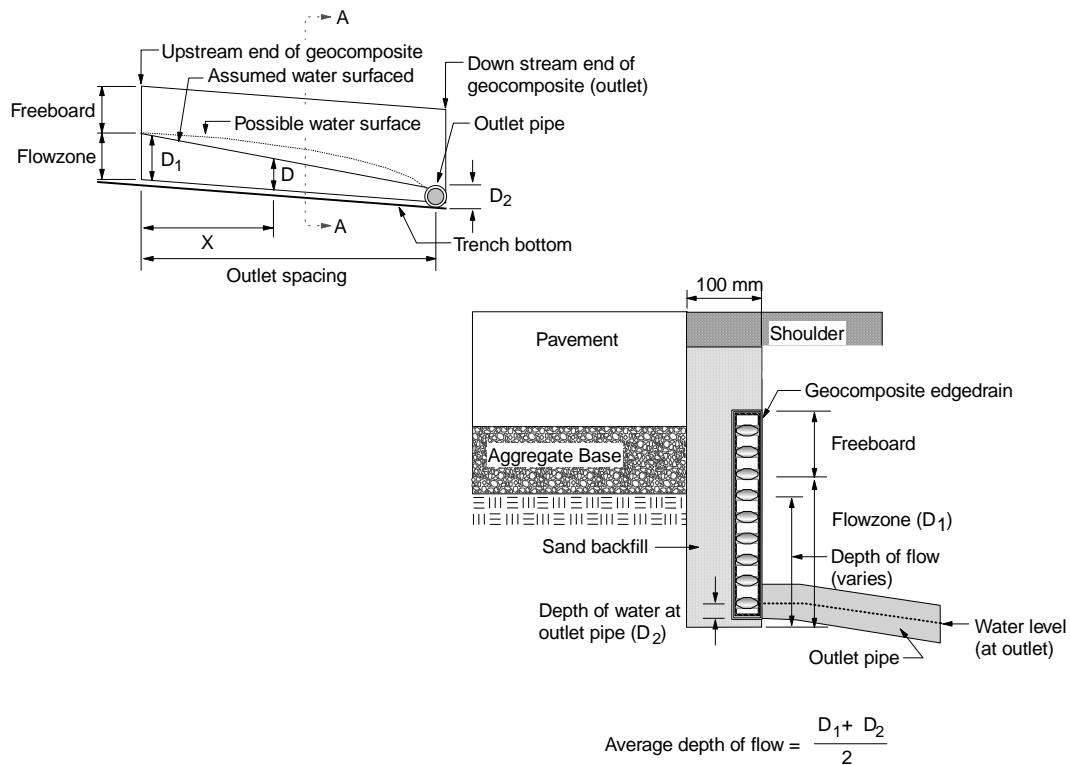 A
Upstream end of geocomposite
Assumed water surfaced
Down stream end of
geocomposite (outlet)
Freeboard
Possible water surface
Outlet pipe
Flowzone
D1
D
D2
A
X
Trench bottom
Outlet spacing
100 mm
Pavement
Shoulder
Geocomposite edgedrain
Freeboard
Aggregate Base
Flowzone (D1)
Sand backfill
Depth of flow
(varies)
Depth of water at
outlet pipe (D2)
Water level
(at outlet)
Outlet pipe
Average depth of flow = D1+ D2
2